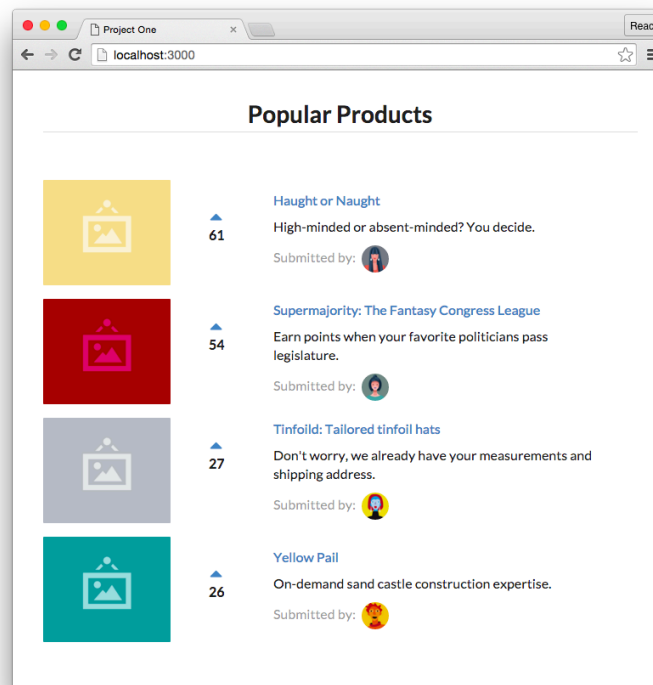 Project One
Reac
localhost:3000
Popular Products
61
Haught or Naught
High-minded or absent-minded? You decide.
Submitted by:
54
Supermajority: The Fantasy Congress League
Earn points when your favorite politicians pass
legislature.
Submitted by:
27
Tinfoild: Tailored tinfoil hats
Don't worry, we already have your measurements and
shipping address.
Submitted by:
26
Yellow Pail
On-demand sand castle construction expertise.
Submitted by: